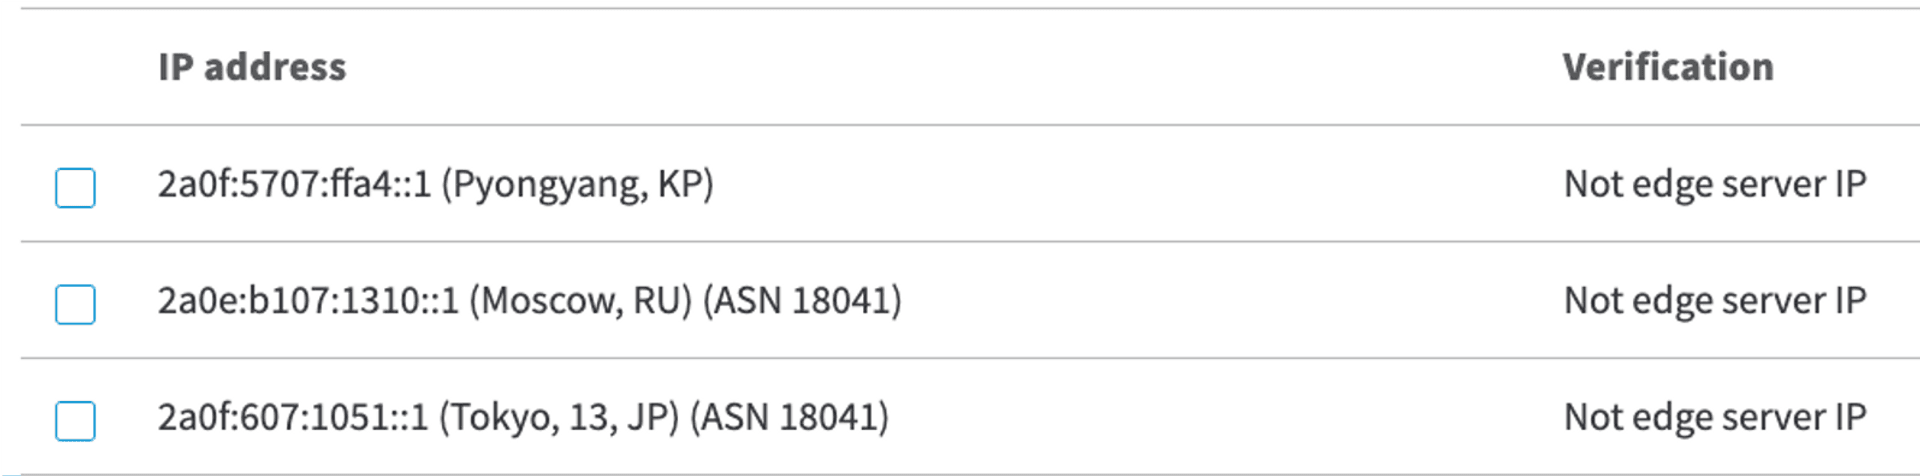 IP address Verification
2a0f:5707:ffa4::1 (Pyongyang, KP) Not edge server IP
2a0e:b107:1310::1 (Moscow, RU) (ASN 18041) Not edge server IP
2a0f:607:1051::1 (Tokyo, 13, JP) (ASN 18041) Not edge server IP